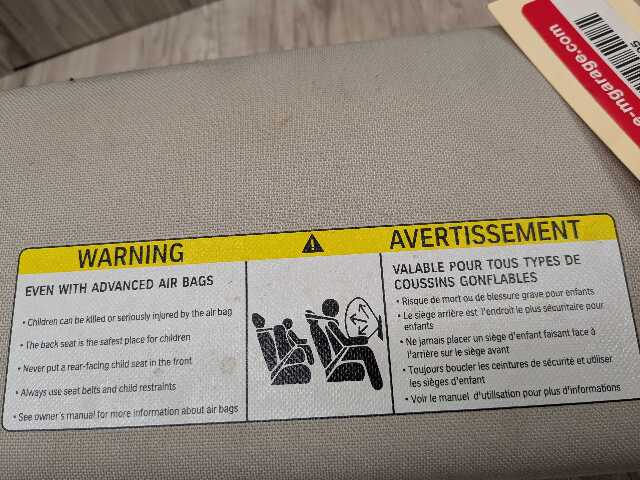 e-mgarage.com
WARNING
AVERTISSEMENT
EVEN WITH ADVANCED AIR BAGS
• Children can be killed or seriously injured by the air bag
• The back seat is the safest place for children
• Never put a rear-facing child seat in the front
• Always use seat belts and child restraints
• See owner's manual for more information about air bags
VALABLE POUR TOUS TYPES DE
COUSSINS GONFLABLES
• Risque de mort ou de blessure grave pour enfants
• Le siège arrière est l'endroit le plus sécuritaire pour
enfants
• Ne jamais placer un siège d'enfant faisant face à
l'arrière sur le siège avant
• Toujours boucler les ceintures de sécurité et utiliser
les sièges d'enfant
• Voir le manuel d'utilisation pour plus d'informations